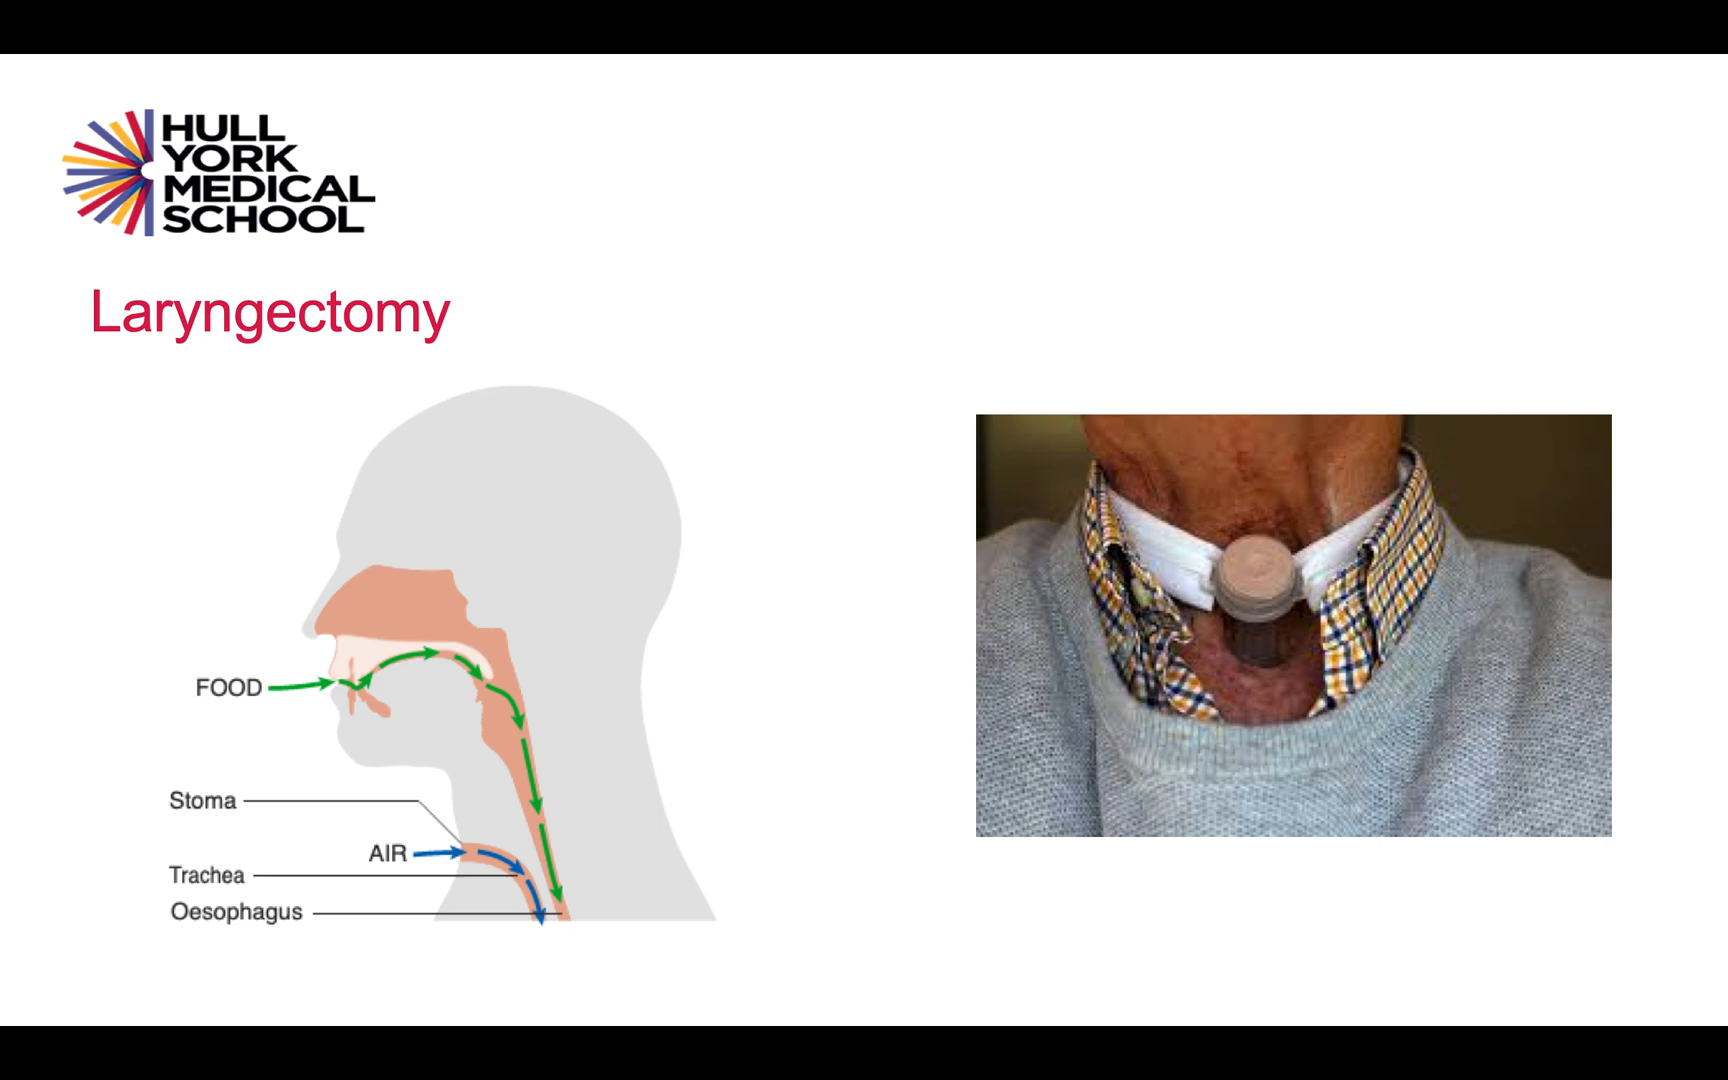 HULL
YORK
MEDICAL
SCHOOL
Laryngectomy
FOOD
Stoma
AIR
Trachea
Oesophagus